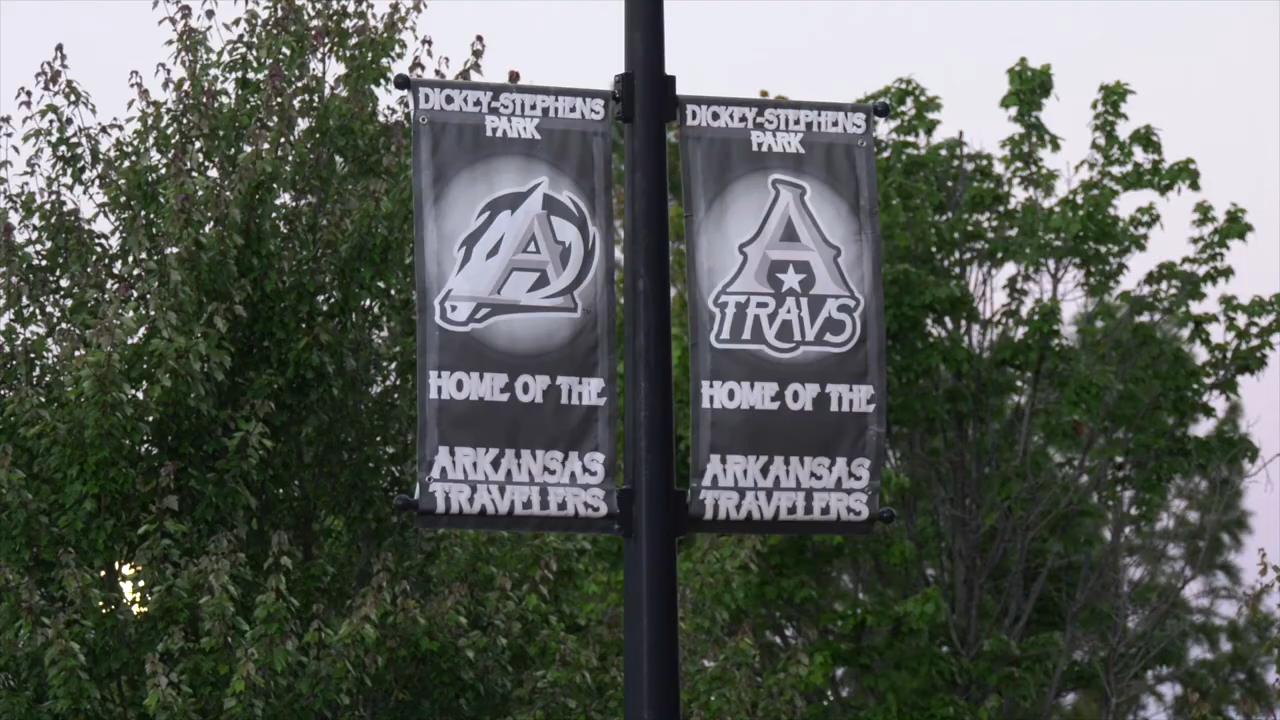 DICKEY-STEPHENS
PARK
A
HOME OF THE
ARKANSAS
TRAVELERS
DICKEY-STEPHENS
PARK
A
TRAVS
HOME OF THE
ARKANSAS
TRAVELERS